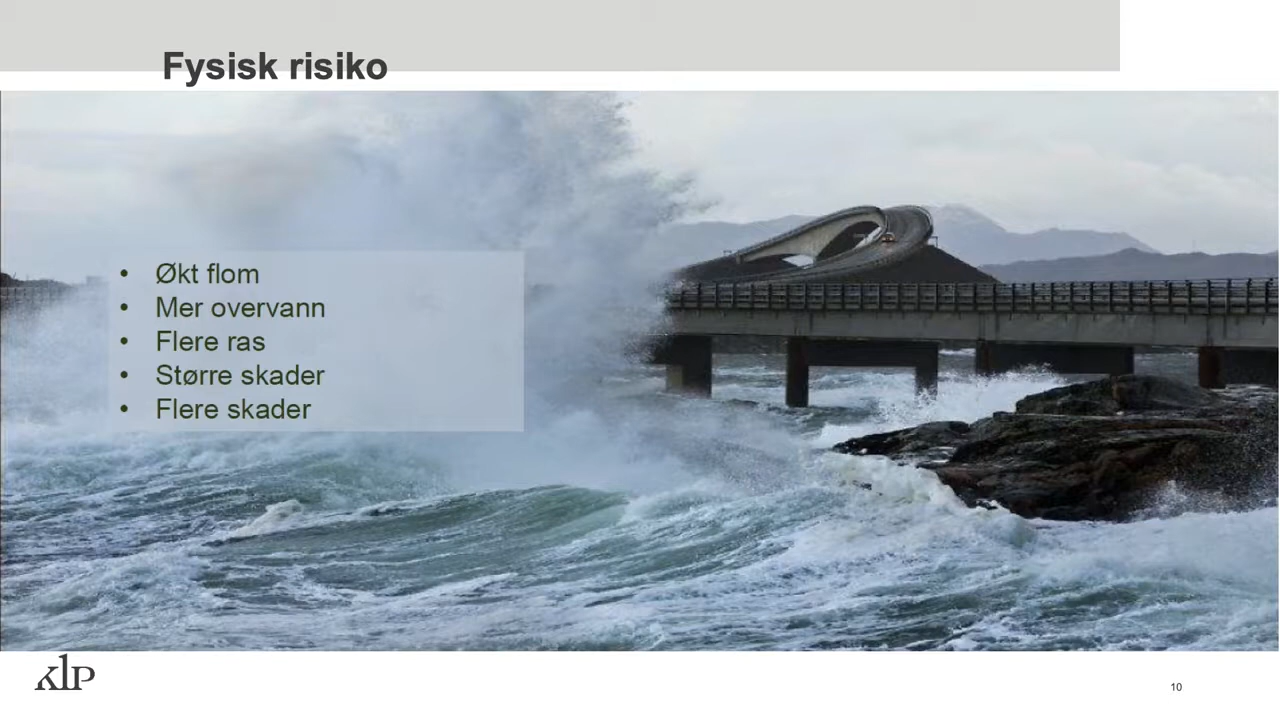 Fysisk risiko
• Økt flom
• Mer overvann
• Flere ras
• Større skader
• Flere skader
klp
10